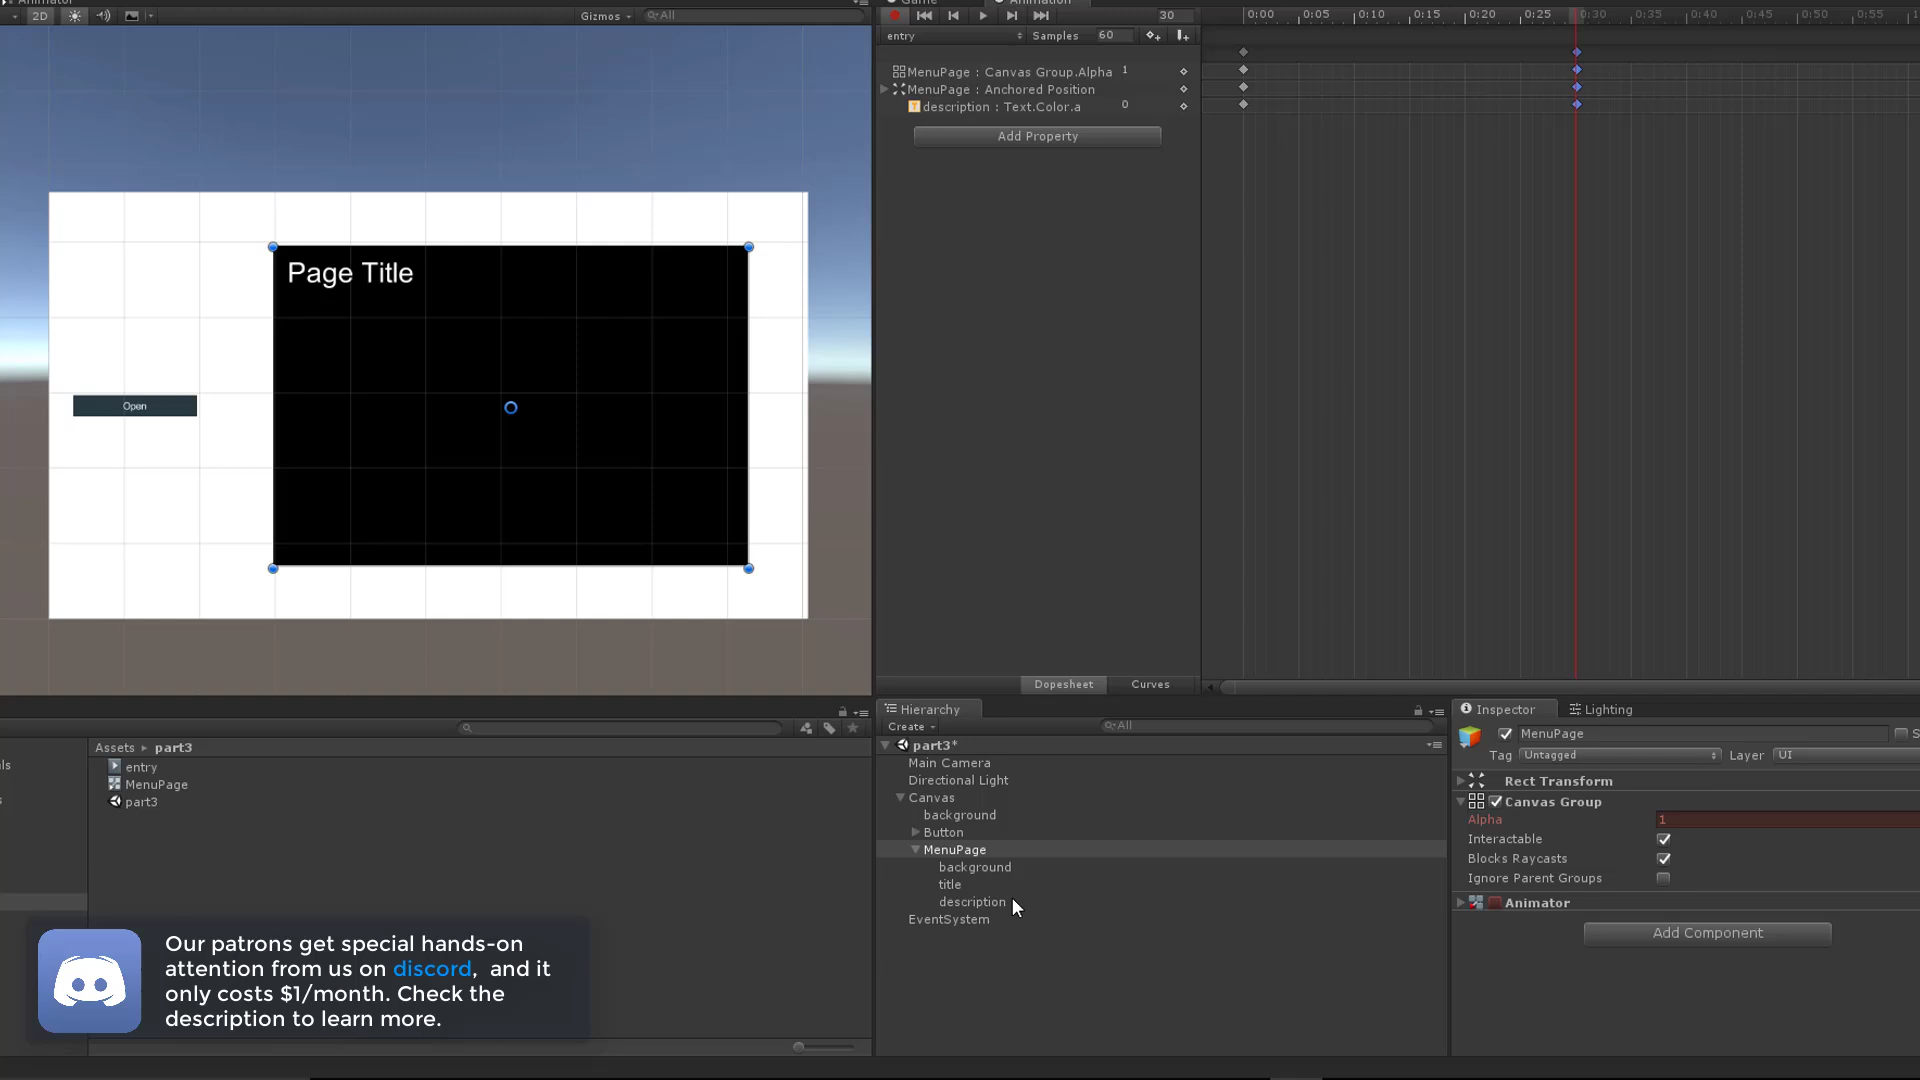 Animator
Game
Animation
2D
Gizmos
All
30
0:00
0:05
0:10
0:15
0:20
0:25
0:30
0:35
0:40
0:45
0:50
0:55
entry
Samples
60
MenuPage : Canvas Group.Alpha
1
MenuPage : Anchored Position
description : Text.Color.a
0
Add Property
Page Title
Open
Dopesheet
Curves
Hierarchy
Create
All
part3*
Main Camera
Directional Light
Canvas
background
Button
MenuPage
background
title
description
EventSystem
Assets
part3
entry
MenuPage
part3
Inspector
Lighting
MenuPage
Tag
Untagged
Layer
UI
Rect Transform
Canvas Group
Alpha
1
Interactable
Blocks Raycasts
Ignore Parent Groups
Animator
Add Component
Our patrons get special hands-on
attention from us on discord, and it
only costs $1/month. Check the
description to learn more.